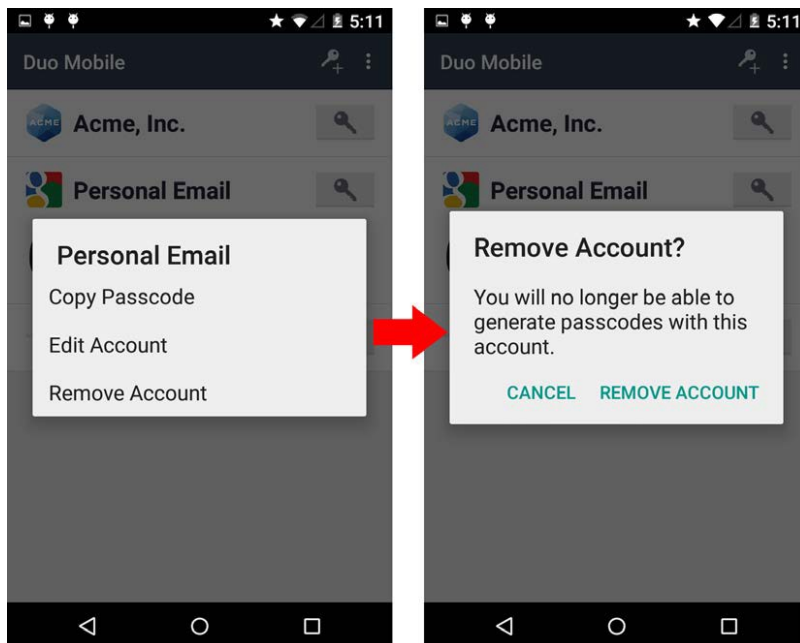 5:11
Duo Mobile
ACME
Acme, Inc.
Personal Email
Personal Email
Copy Passcode
Edit Account
Remove Account
5:11
Duo Mobile
ACME
Acme, Inc.
Personal Email
Remove Account?
You will no longer be able to
generate passcodes with this
account.
CANCEL REMOVE ACCOUNT